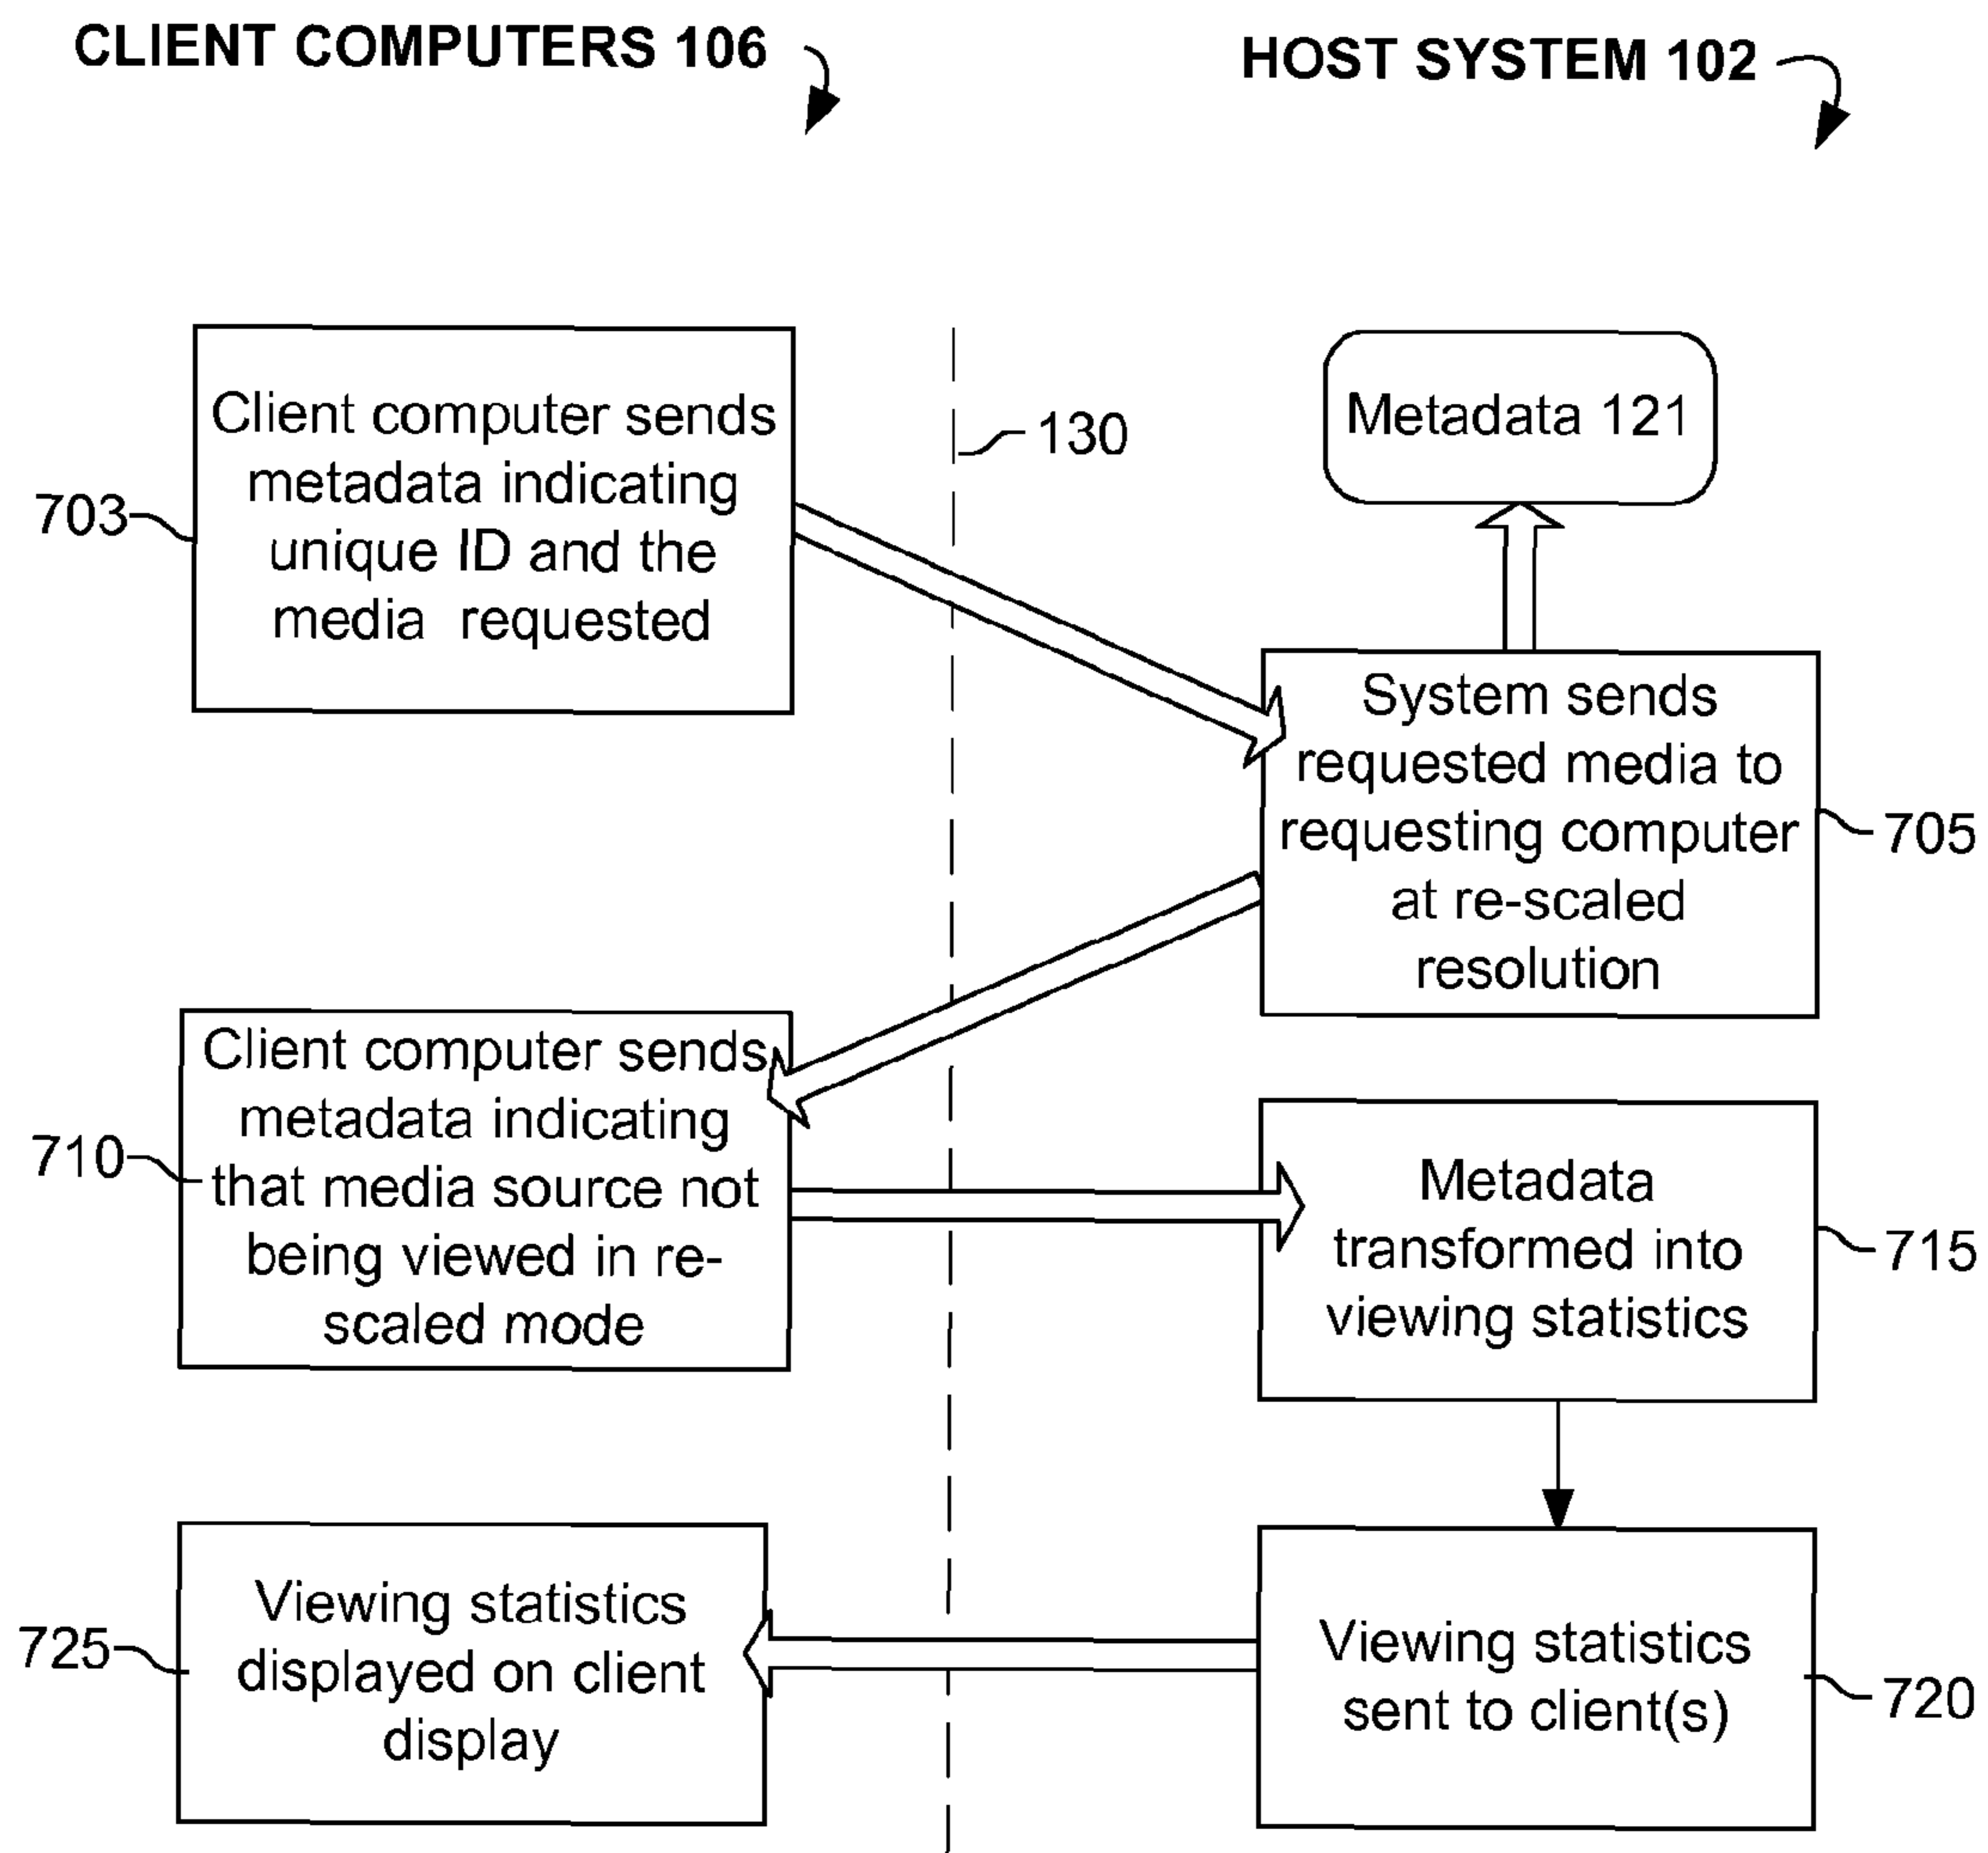 CLIENT COMPUTERS 106
HOST SYSTEM 102
Client computer sends
metadata indicating
unique ID and the
media requested
703
130
Metadata 121
System sends
requested media to
requesting computer
at re-scaled
resolution
705
Client computer sends
metadata indicating
that media source not
being viewed in re-
scaled mode
710
Metadata
transformed into
viewing statistics
715
Viewing statistics
displayed on client
display
725
Viewing statistics
sent to client(s)
720